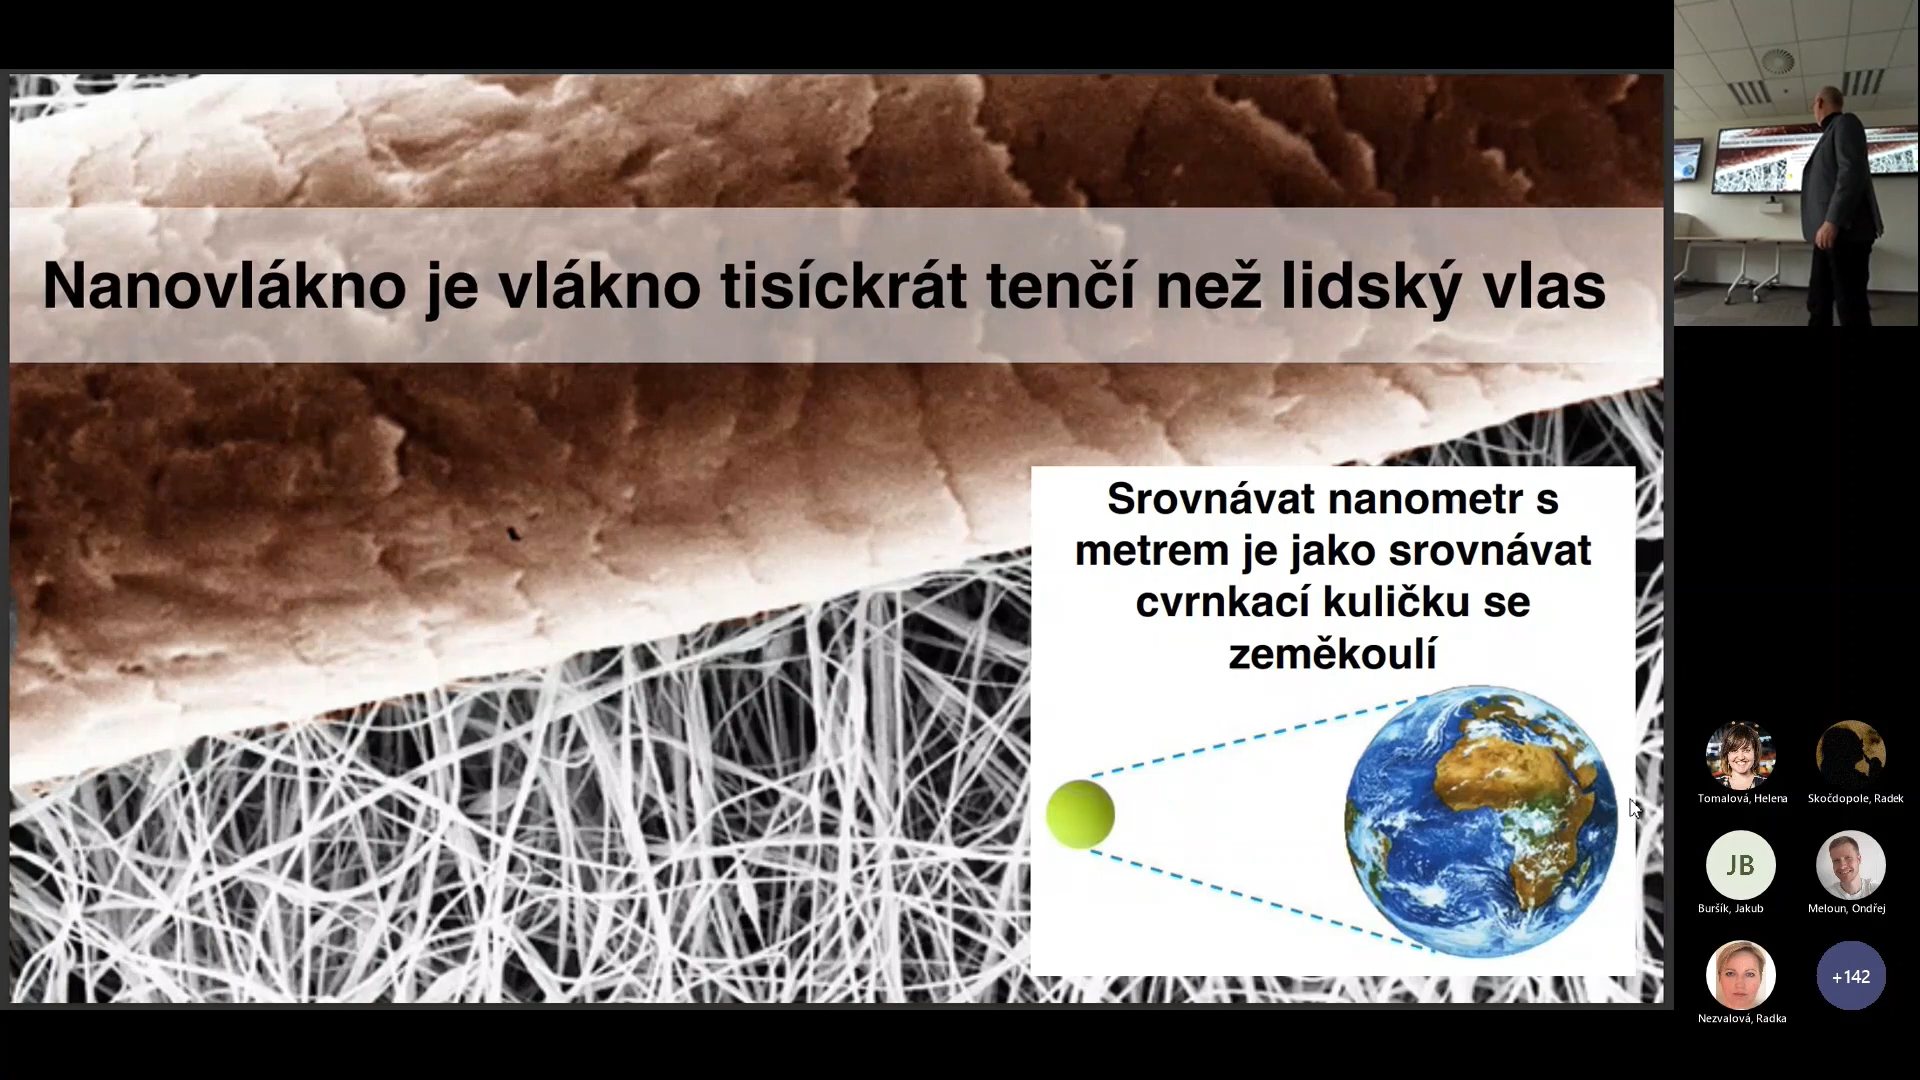 Nanovlákno je vlákno tisíckrát tenčí než lidský vlas
Srovnávat nanometr s
metrem je jako srovnávat
cvrnkací kuličku se
zeměkoulí
Tomalová, Helena
Skočdopole, Radek
JB
Buršík, Jakub
Meloun, Ondřej
Nezvalová, Radka
+142